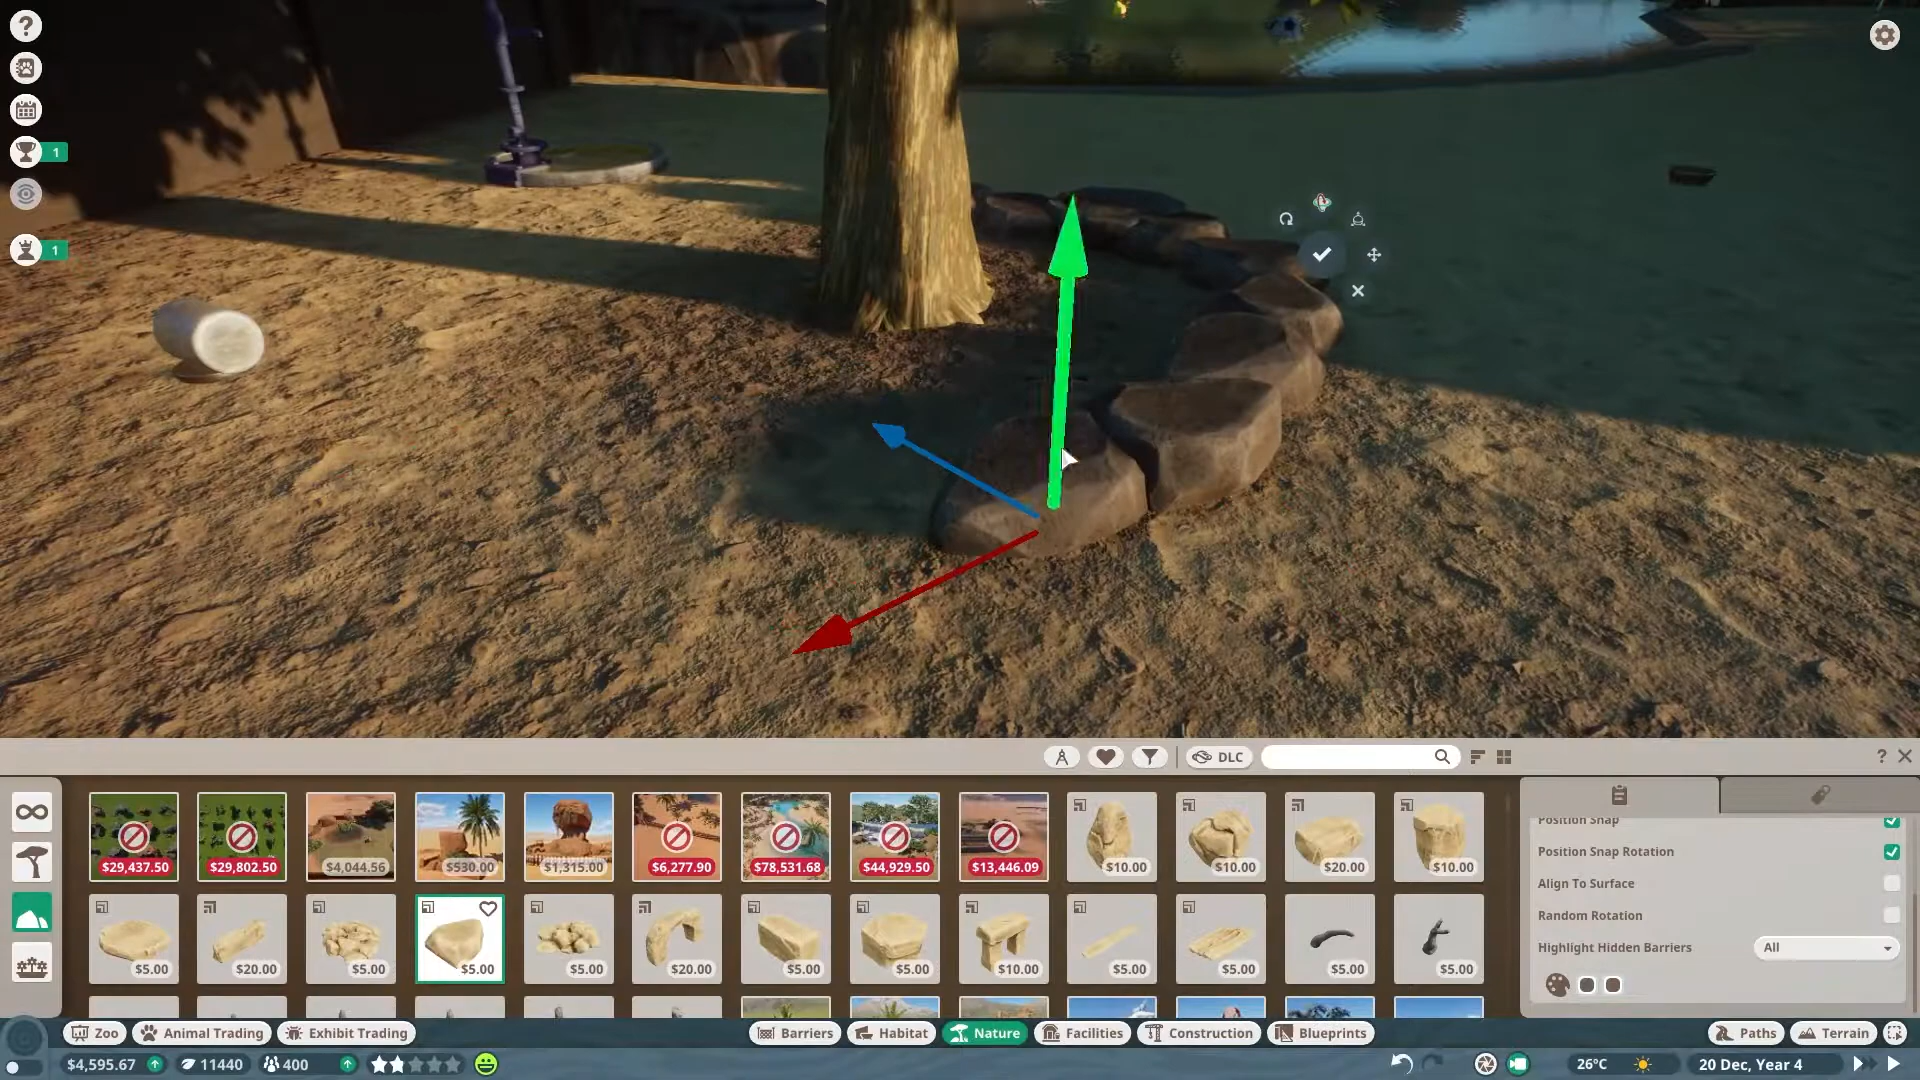 ?
1
1
DLC
?
$29,437.50 $29,802.50 $4,044.56 $530.00 $1,315.00 $6,277.90 $78,531.68 $44,929.50 $13,446.09 $10.00 $10.00 $20.00 $10.00
$5.00 $20.00 $5.00 $5.00 $5.00 $20.00 $5.00 $5.00 $10.00 $5.00 $5.00 $5.00 $5.00
Position Snap
Position Snap Rotation
Align To Surface
Random Rotation
Highlight Hidden Barriers All
Zoo Animal Trading Exhibit Trading Barriers Habitat Nature Facilities Construction Blueprints Paths Terrain
$4,595.67 11440 400 26°C 20 Dec, Year 4